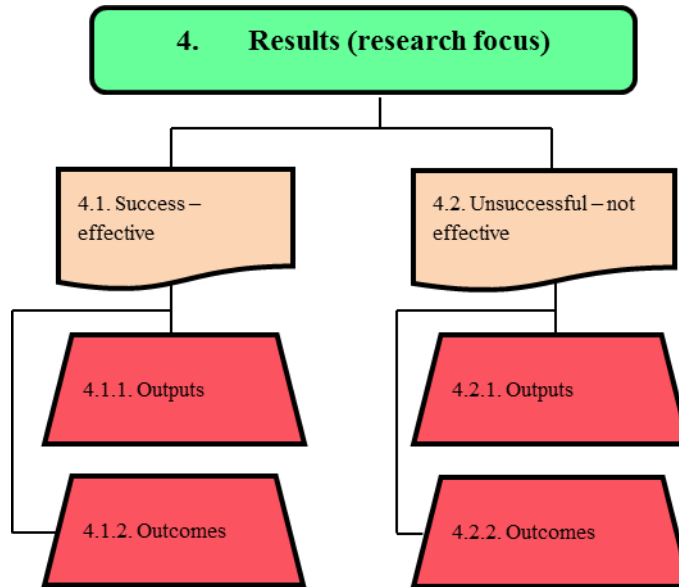 4. Results (research focus)
4.1. Success –
effective
4.2. Unsuccessful – not
effective
4.1.1. Outputs
4.2.1. Outputs
4.1.2. Outcomes
4.2.2. Outcomes